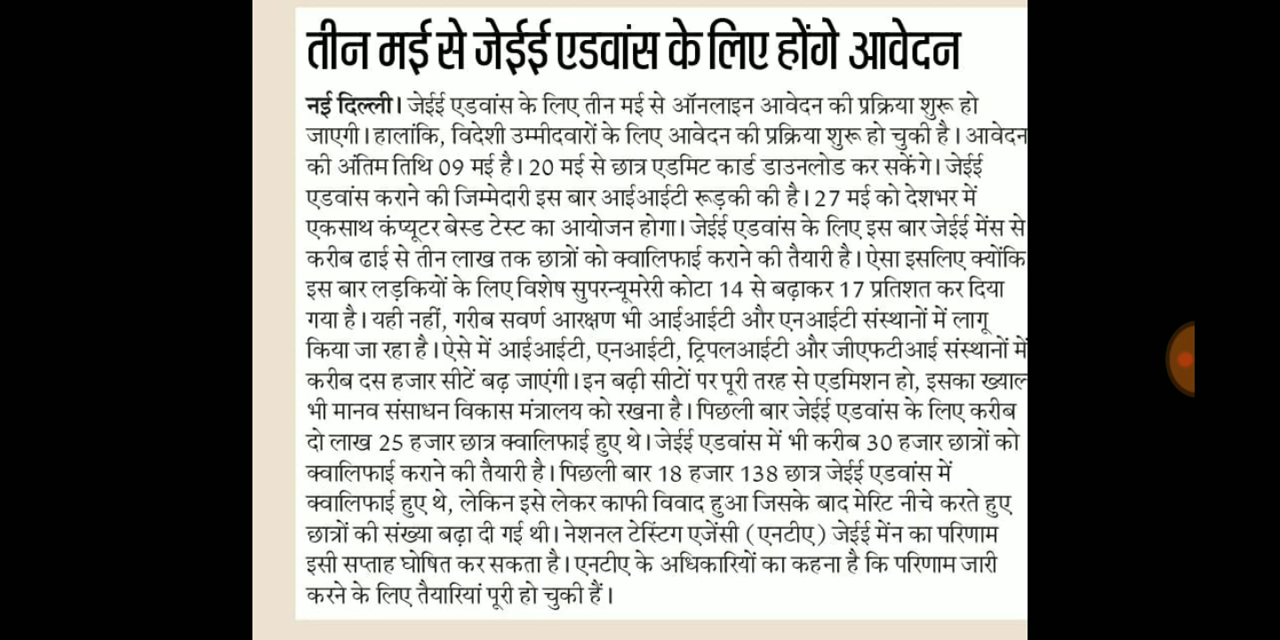 तीन मई से जेईई एडवांस के लिए होंगे आवेदन
नई दिल्ली। जेईई एडवांस के लिए तीन मई से ऑनलाइन आवेदन की प्रक्रिया शुरू हो
जाएगी। हालांकि, विदेशी उम्मीदवारों के लिए आवेदन की प्रक्रिया शुरू हो चुकी है। आवेदन
की अंतिम तिथि 09 मई है। 20 मई से छात्र एडमिट कार्ड डाउनलोड कर सकेंगे। जेईई
एडवांस कराने की जिम्मेदारी इस बार आईआईटी रूड़की की है। 27 मई को देशभर में
एकसाथ कंप्यूटर बेस्ड टेस्ट का आयोजन होगा। जेईई एडवांस के लिए इस बार जेईई मेंस से
करीब ढाई से तीन लाख तक छात्रों को क्वालिफाई कराने की तैयारी है। ऐसा इसलिए क्योंकि
इस बार लड़कियों के लिए विशेष सुपरन्यूमरेरी कोटा 14 से बढ़ाकर 17 प्रतिशत कर दिया
गया है। यही नहीं, गरीब सवर्ण आरक्षण भी आईआईटी और एनआईटी संस्थानों में लागू
किया जा रहा है। ऐसे में आईआईटी, एनआईटी, ट्रिपलआईटी और जीएफटीआई संस्थानों में
करीब दस हजार सीटें बढ़ जाएंगी। इन बढ़ी सीटों पर पूरी तरह से एडमिशन हो, इसका ख्याल
भी मानव संसाधन विकास मंत्रालय को रखना है। पिछली बार जेईई एडवांस के लिए करीब
दो लाख 25 हजार छात्र क्वालिफाई हुए थे। जेईई एडवांस में भी करीब 30 हजार छात्रों को
क्वालिफाई कराने की तैयारी है। पिछली बार 18 हजार 138 छात्र जेईई एडवांस में
क्वालिफाई हुए थे, लेकिन इसे लेकर काफी विवाद हुआ जिसके बाद मेरिट नीचे करते हुए
छात्रों की संख्या बढ़ा दी गई थी। नेशनल टेस्टिंग एजेंसी (एनटीए) जेईई मेंन का परिणाम
इसी सप्ताह घोषित कर सकता है। एनटीए के अधिकारियों का कहना है कि परिणाम जारी
करने के लिए तैयारियां पूरी हो चुकी हैं।